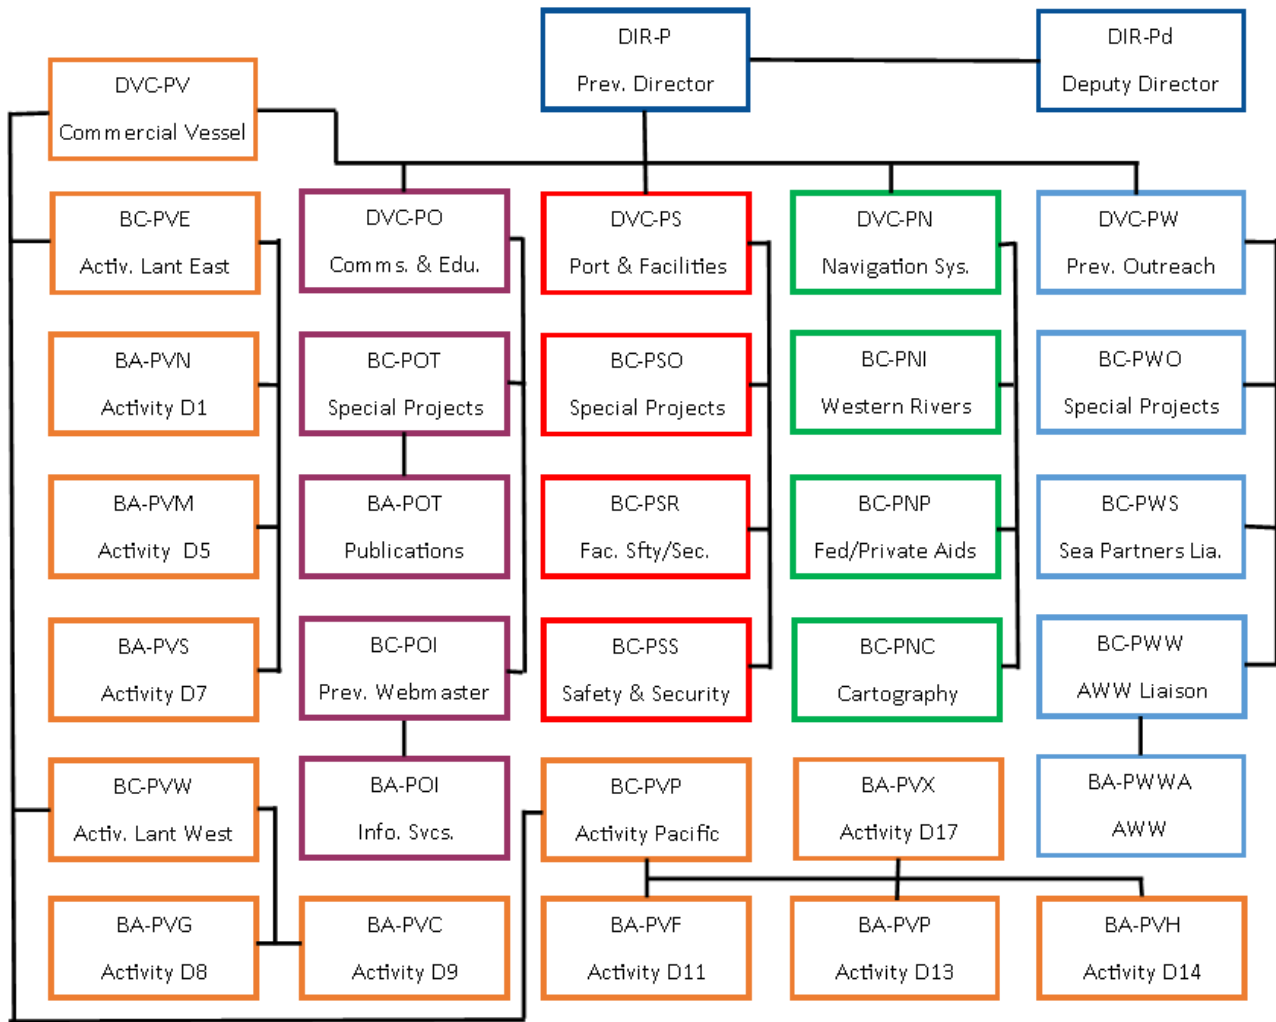 DIR-P
Prev. Director
DIR-Pd
Deputy Director
DVC-PV
Commercial Vessel
BC-PVE
Activ. Lant East
DVC-PO
Comms. & Edu.
DVC-PS
Port & Facilities
DVC-PN
Navigation Sys.
DVC-PW
Prev. Outreach
BA-PVN
Activity D1
BC-POT
Special Projects
BC-PSO
Special Projects
BC-PNI
Western Rivers
BC-PWO
Special Projects
BA-PVM
Activity D5
BA-POT
Publications
BC-PSR
Fac. Sfty/Sec.
BC-PNP
Fed/Private Aids
BC-PWS
Sea Partners Lia.
BA-PVS
Activity D7
BC-POI
Prev. Webmaster
BC-PSS
Safety & Security
BC-PNC
Cartography
BC-PWW
AWW Liaison
BC-PVW
Activ. Lant West
BA-POI
Info. Svcs.
BC-PVP
Activity Pacific
BA-PVX
Activity D17
BA-PWWA
AWW
BA-PVG
Activity D8
BA-PVC
Activity D9
BA-PVF
Activity D11
BA-PVP
Activity D13
BA-PVH
Activity D14